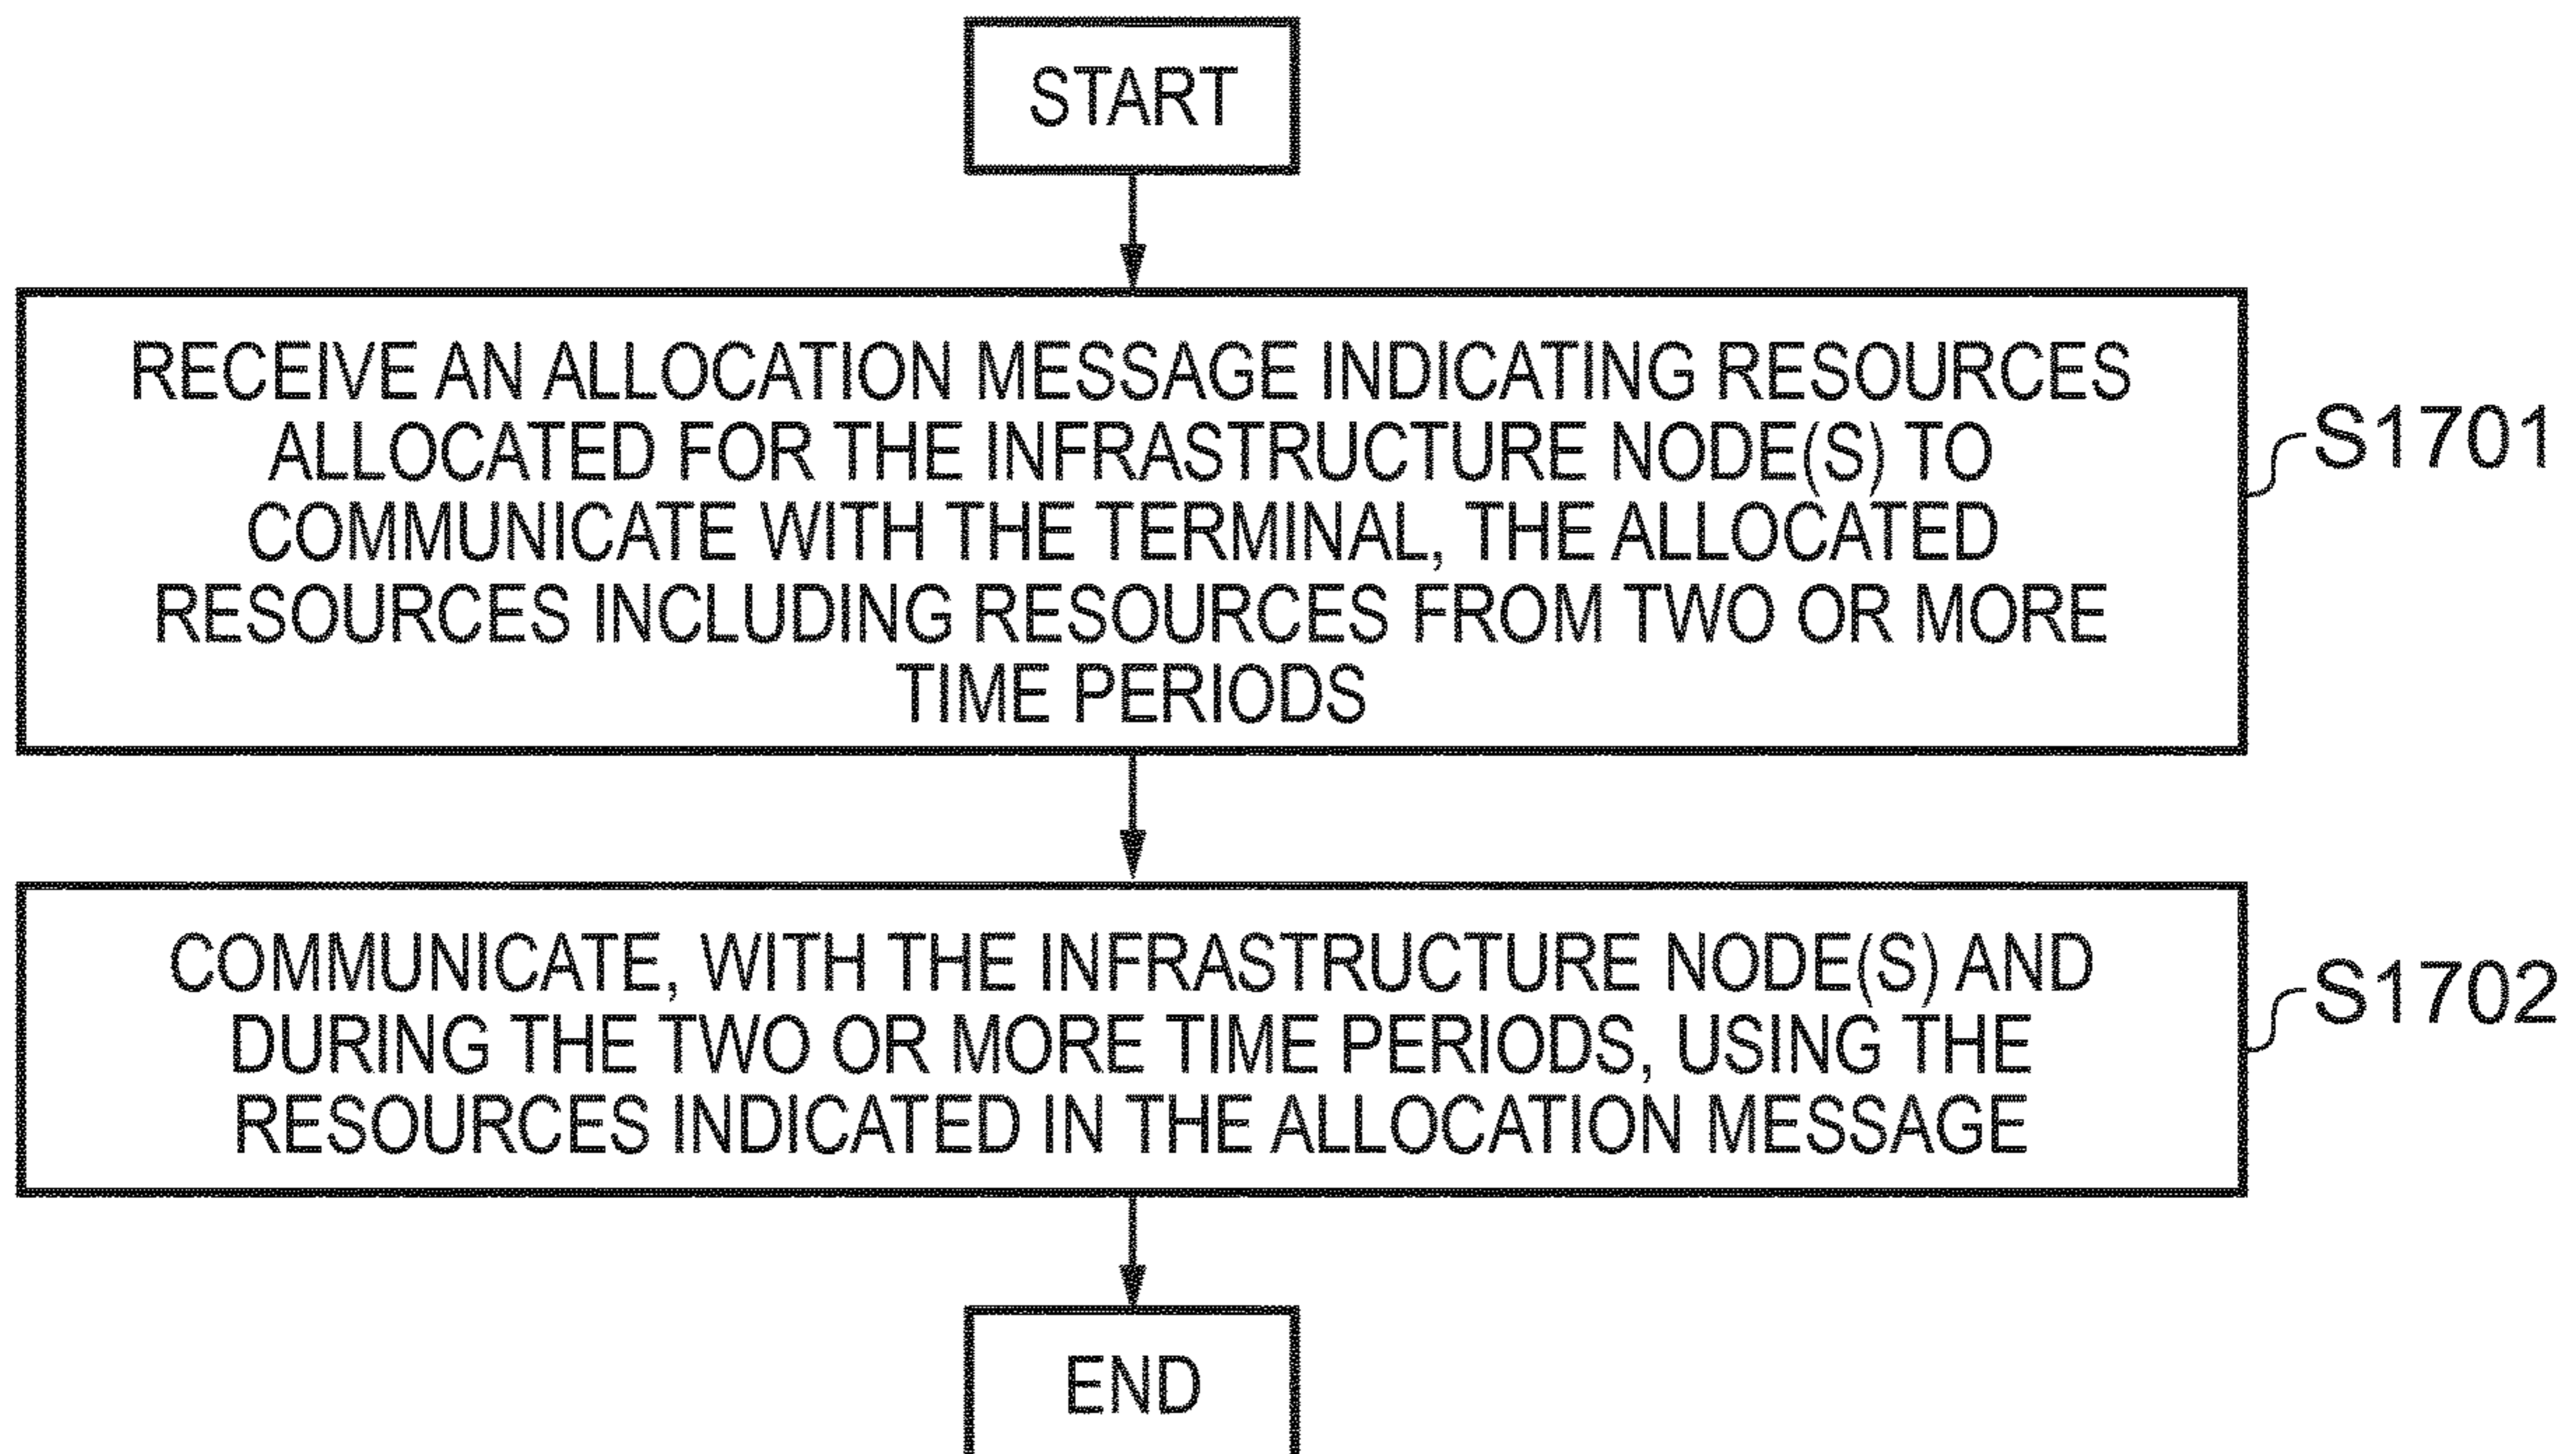 START
RECEIVE AN ALLOCATION MESSAGE INDICATING RESOURCES
ALLOCATED FOR THE INFRASTRUCTURE NODE(S) TO
COMMUNICATE WITH THE TERMINAL, THE ALLOCATED
RESOURCES INCLUDING RESOURCES FROM TWO OR MORE
TIME PERIODS
S1701
COMMUNICATE, WITH THE INFRASTRUCTURE NODE(S) AND
DURING THE TWO OR MORE TIME PERIODS, USING THE
RESOURCES INDICATED IN THE ALLOCATION MESSAGE
S1702
END